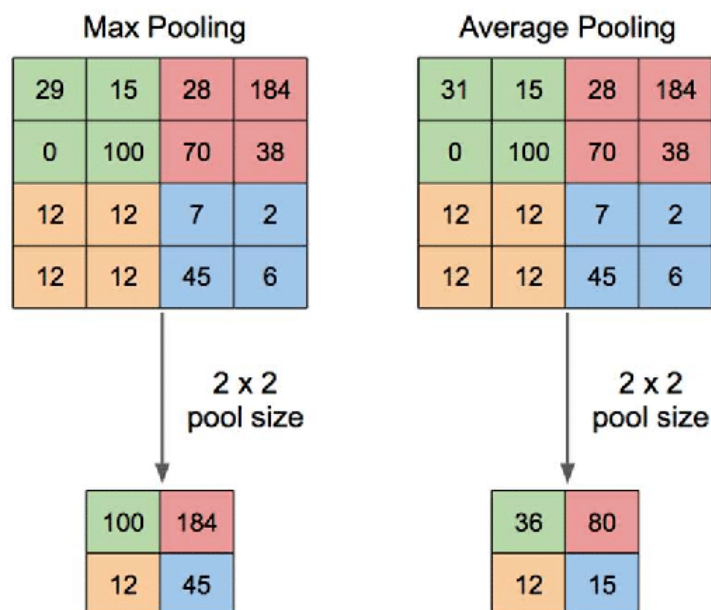 Max Pooling
29 15 28 184
0 100 70 38
12 12 7 2
12 12 45 6
2 x 2
pool size
100 184
12 45
Average Pooling
31 15 28 184
0 100 70 38
12 12 7 2
12 12 45 6
2 x 2
pool size
36 80
12 15